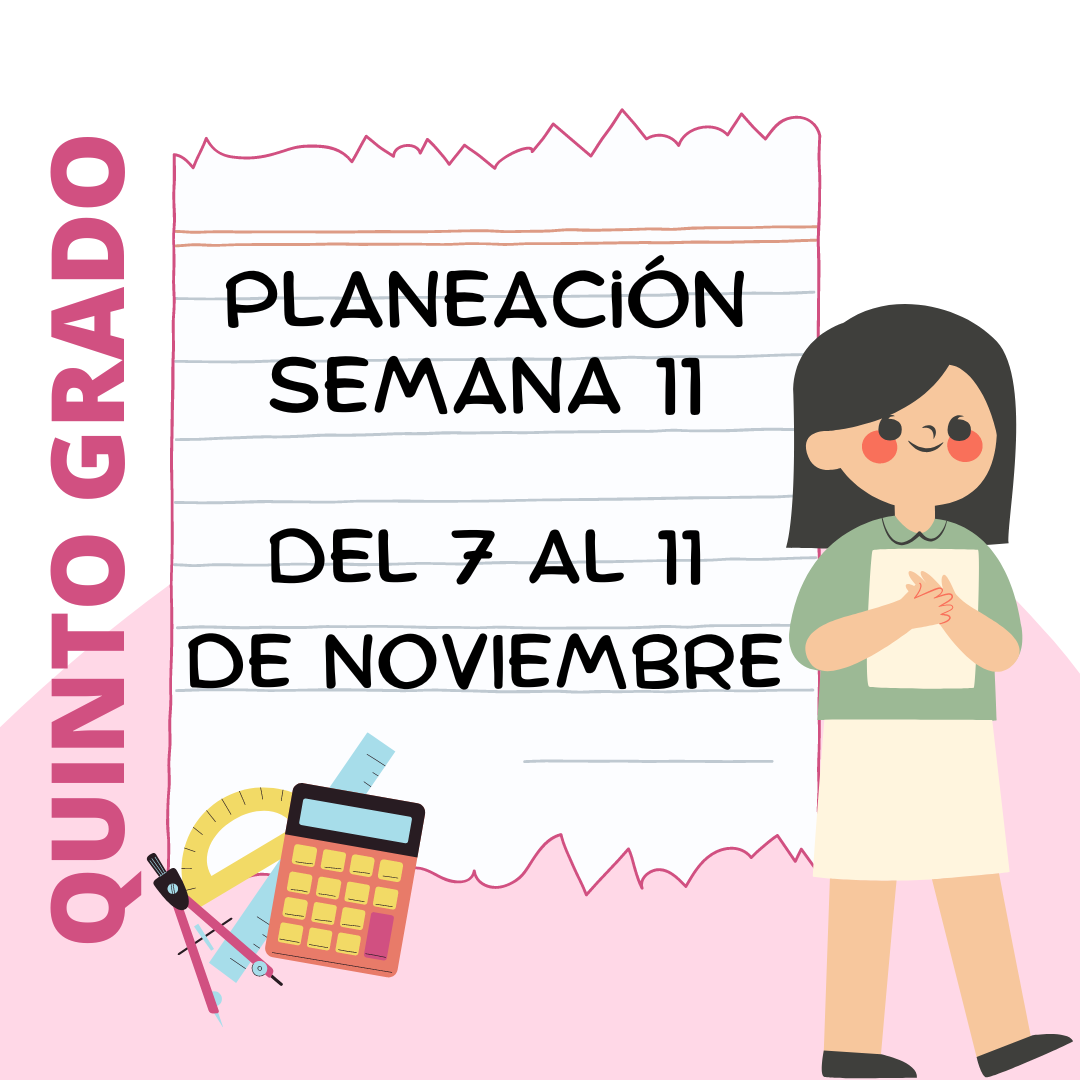 QUINTO GRADO
PLANEACIÓN
SEMANA 11
DEL 7 AL 11
DE NOVIEMBRE